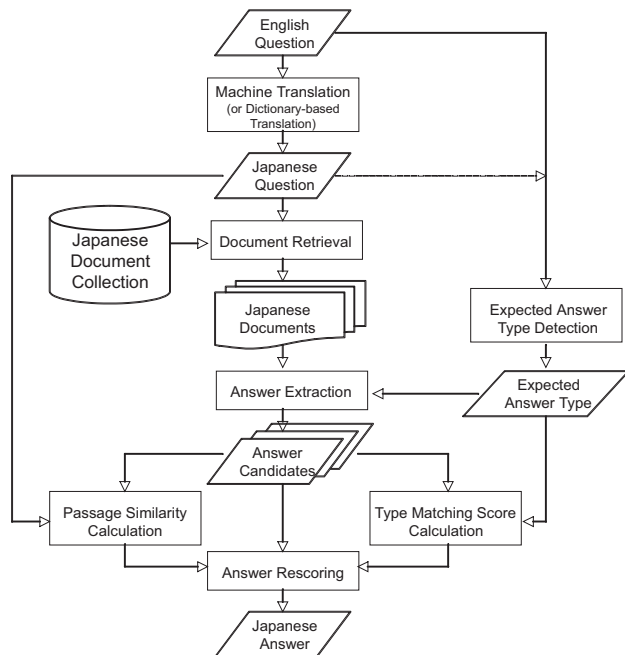 English
Question
Machine Translation
(or Dictionary-based
Translation)
Japanese
Question
Japanese
Document
Collection
Document Retrieval
Japanese
Documents
Expected Answer
Type Detection
Answer Extraction
Expected
Answer Type
Answer
Candidates
Passage Similarity
Calculation
Type Matching Score
Calculation
Answer Rescoring
Japanese
Answer